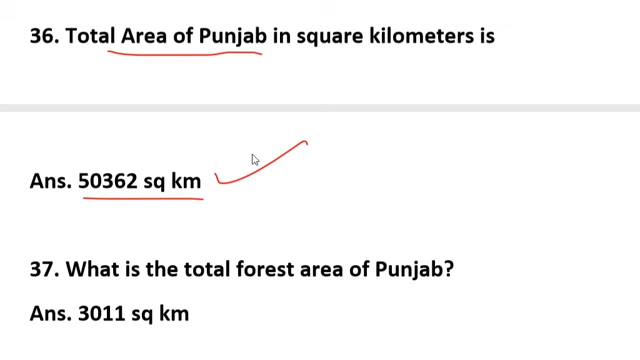 36. Total Area of Punjab in square kilometers is
Ans. 50362 sq km
37. What is the total forest area of Punjab?
Ans. 3011 sq km